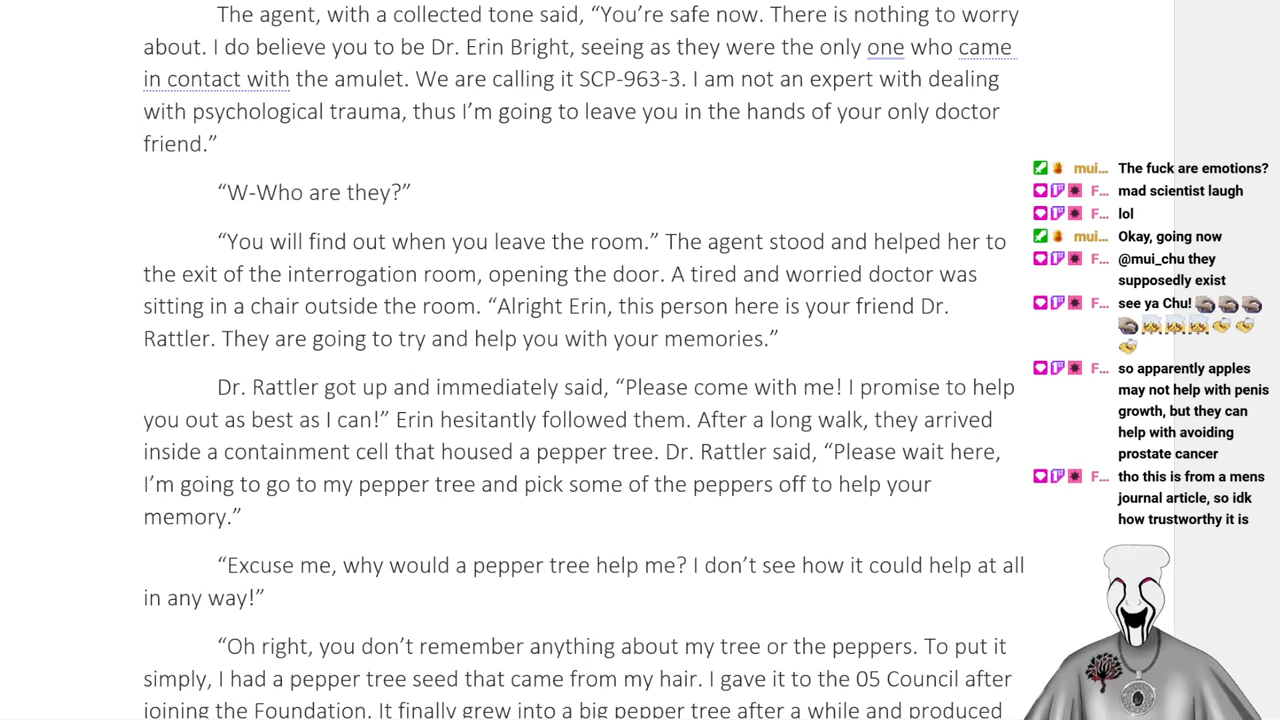 The agent, with a collected tone said, “You’re safe now. There is nothing to worry
about. I do believe you to be Dr. Erin Bright, seeing as they were the only one who came
in contact with the amulet. We are calling it SCP-963-3. I am not an expert with dealing
with psychological trauma, thus I’m going to leave you in the hands of your only doctor
friend.”
“W-Who are they?”
“You will find out when you leave the room.” The agent stood and helped her to
the exit of the interrogation room, opening the door. A tired and worried doctor was
sitting in a chair outside the room. “Alright Erin, this person here is your friend Dr.
Rattler. They are going to try and help you with your memories.”
Dr. Rattler got up and immediately said, “Please come with me! I promise to help
you out as best as I can!” Erin hesitantly followed them. After a long walk, they arrived
inside a containment cell that housed a pepper tree. Dr. Rattler said, “Please wait here,
I’m going to go to my pepper tree and pick some of the peppers off to help your
memory.”
“Excuse me, why would a pepper tree help me? I don’t see how it could help at all
in any way!”
“Oh right, you don’t remember anything about my tree or the peppers. To put it
simply, I had a pepper tree seed that came from my hair. I gave it to the 05 Council after
joining the Foundation. It finally grew into a big pepper tree after a while and produced
mui... The fuck are emotions?
F... mad scientist laugh
F... lol
mui... Okay, going now
F... @mui_chu they
supposedly exist
F... see ya Chu!
F... so apparently apples
may not help with penis
growth, but they can
help with avoiding
prostate cancer
F... tho this is from a mens
journal article, so idk
how trustworthy it is